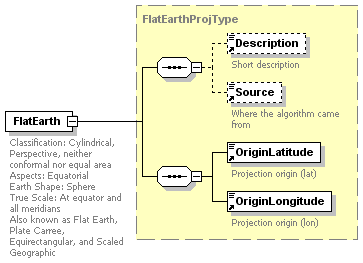 FlatEarthProjType
Description
Short description
Source
Where the algorithm came
from
FlatEarth
Classification: Cylindrical,
Perspective, neither
conformal nor equal area
Aspects: Equatorial
Earth Shape: Sphere
True Scale: At equator and
all meridians
Also known as Flat Earth,
Plate Carree,
Equirectangular, and Scaled
Geographic
OriginLatitude
Projection origin (lat)
OriginLongitude
Projection origin (lon)